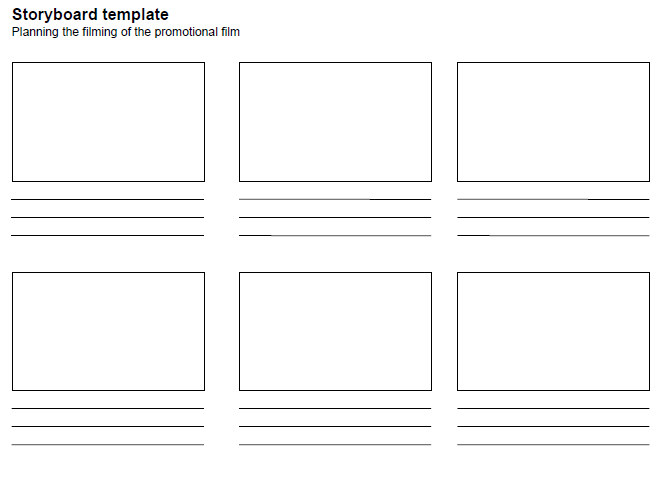 Storyboard template
Planning the filming of the promotional film